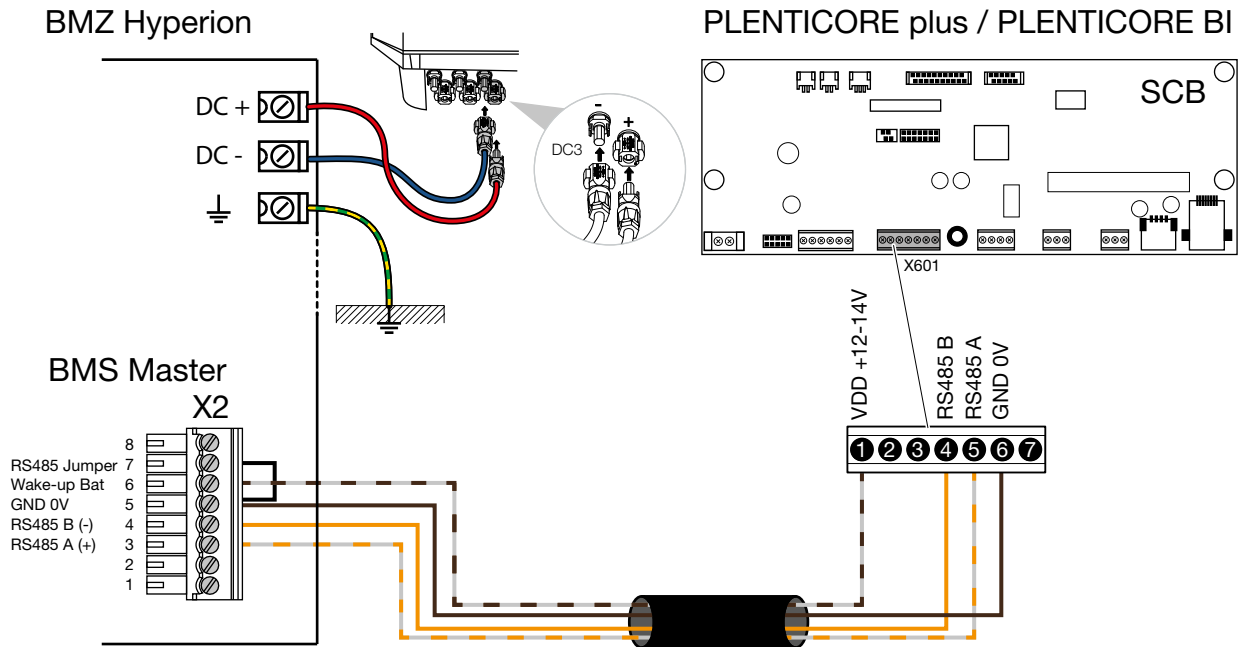 BMZ Hyperion
PLENTICORE plus / PLENTICORE BI
SCB
DC +
DC -
- +
DC3
X601
BMS Master
X2
8
RS485 Jumper 7
Wake-up Bat 6
GND 0V 5
RS485 B (-) 4
RS485 A (+) 3
2
1
VDD +12-14V
RS485 B
RS485 A
GND 0V
1 2 3 4 5 6 7